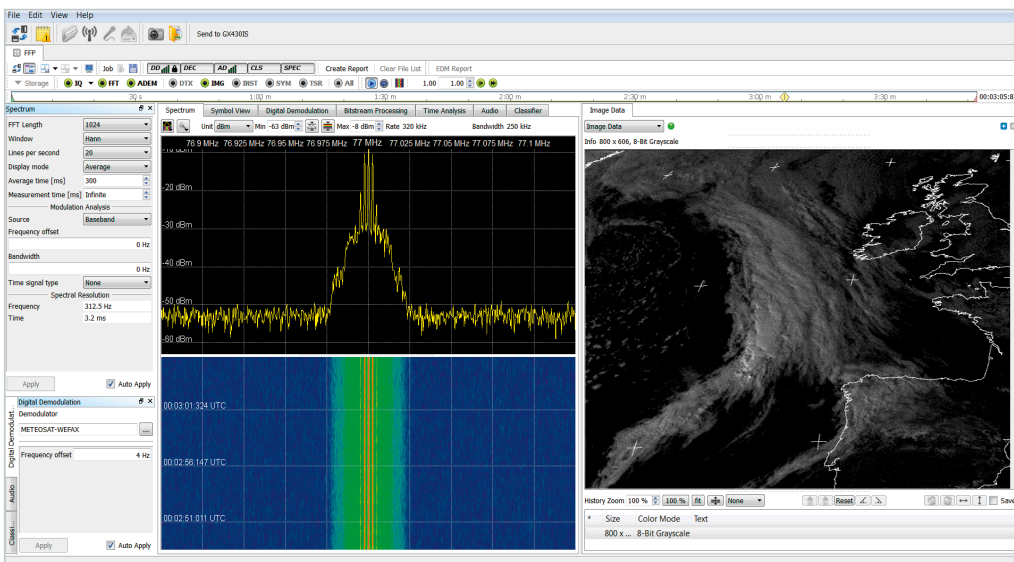 File Edit View Help
Send to GX430IS
FFP
Job DD DEC AD CLS SPEC Create Report Clear File List EDM Report
Storage IQ FFT ADEM DTX IMG INST SYM TSR All 1.00 1.00
30 s 1:00 m 1:30 m 2:00 m 2:30 m 3:00 m 3:30 m 00:03:05:8
Spectrum
FFT Length 1024
Window Hann
Lines per second 20
Display mode Average
Average time [ms] 300
Measurement time [ms] Infinite
Modulation Analysis
Source Baseband
Frequency offset
0 Hz
Bandwidth
0 Hz
Time signal type None
Spectral Resolution
Frequency 312.5 Hz
Time 3.2 ms
Apply Auto Apply
Digital Demodulation
Demodulator
METEOSAT-WEFAX ...
Frequency offset 4 Hz
Apply Auto Apply
Digital Demodulat.
Audio
Classi...
Spectrum Symbol View Digital Demodulation Bitstream Processing Time Analysis Audio Classifier
Unit dBm Min -63 dBm Max -8 dBm Rate 320 kHz Bandwidth 250 kHz
76.9 MHz 76.925 MHz 76.95 MHz 76.975 MHz 77 MHz 77.025 MHz 77.05 MHz 77.075 MHz 77.1 MHz
-10 dBm
-20 dBm
-30 dBm
-40 dBm
-50 dBm
-60 dBm
00:03:01.324 UTC
00:02:56:147 UTC
00:02:51:011 UTC
Image Data
Image Data
Info 800 x 606, 8-Bit Grayscale
History Zoom 100 % 100 % fit None Reset Save
* Size Color Mode Text
800 x ... 8-Bit Grayscale